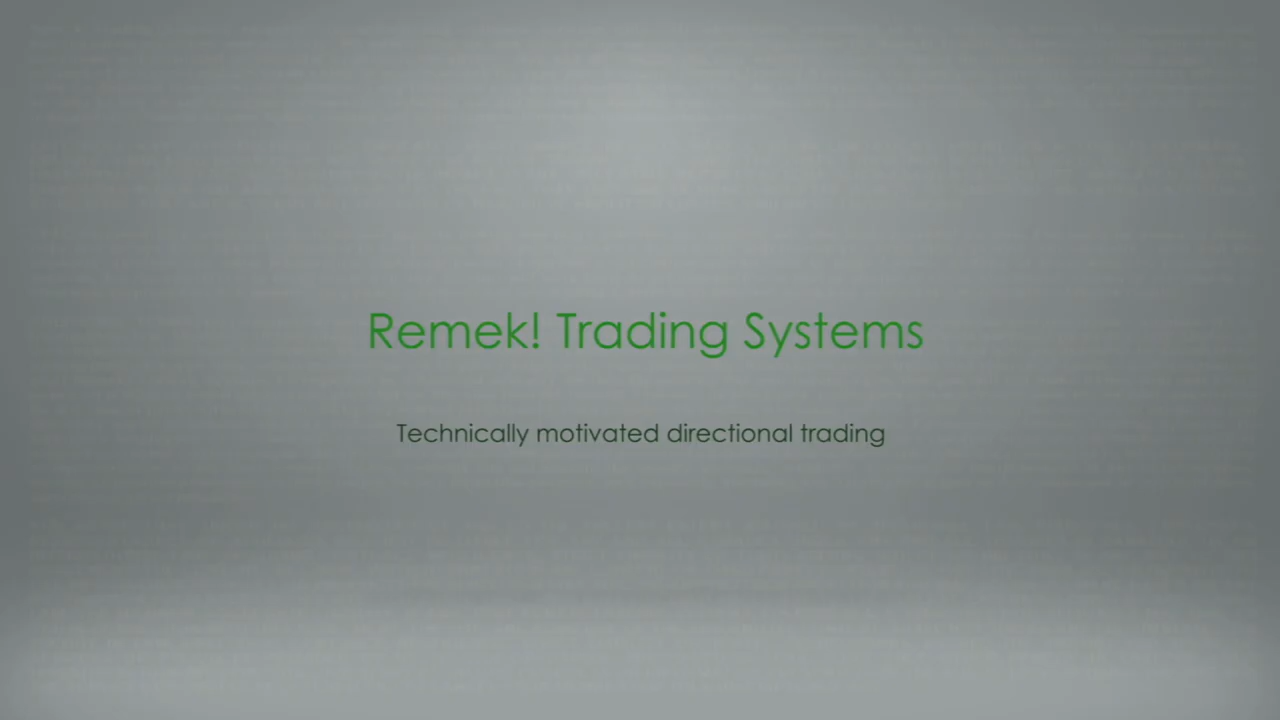 Remek! Trading Systems
Technically motivated directional trading